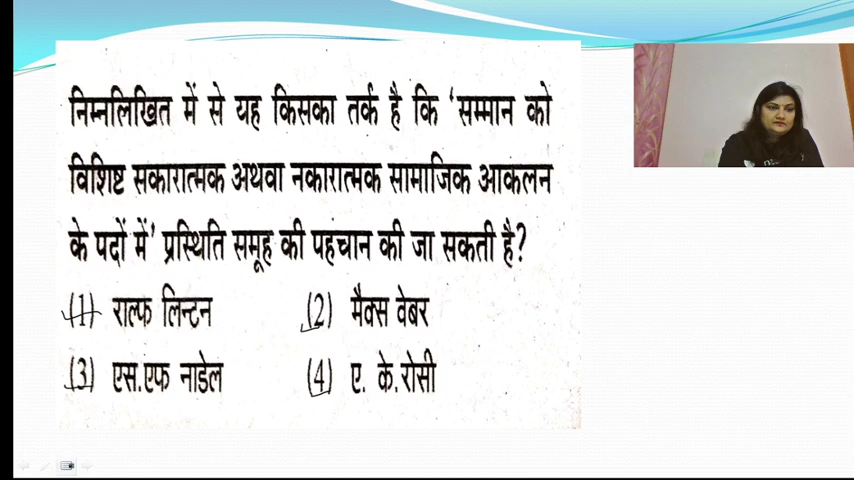 निम्नलिखित में से यह किसका तर्क है कि 'सम्मान को
विशिष्ट सकारात्मक अथवा नकारात्मक सामाजिक आकलन
के पदों में' प्रस्थिति समूह की पहचान की जा सकती है?
(1) राल्फ लिन्टन (2) मैक्स वेबर
(3) एस.एफ नाडेल (4) ए. के.रोसी